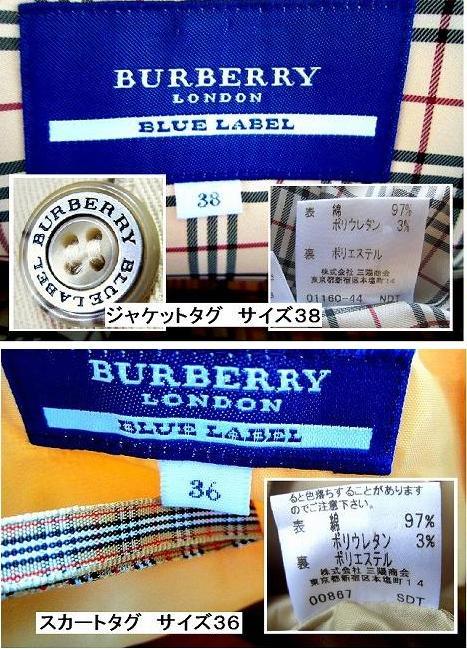 BURBERRY
LONDON
BLUE LABEL
38
BURBERRY BLUE LABEL
表 綿 97%
ポリウレタン 3%
裏 ポリエステル
株式会社 三陽商会
東京都新宿区本塩町14
01160-44 NDT
ジャケットタグ サイズ38
BURBERRY
LONDON
BLUE LABEL
36
ると色落ちすることがあります
のでご注意下さい。
表 綿 97%
ポリウレタン 3%
裏 ポリエステル
株式会社 三陽商会
東京都新宿区本塩町14
00867 SDT
スカートタグ サイズ36